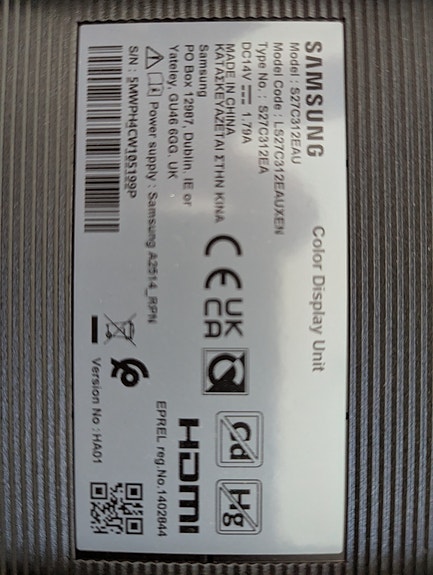 SAMSUNG
Color Display Unit
Model : S27C312EAU
Model Code : LS27C312EAUXEN
Type No. : S27C312EA
DC14V ⎓ 1.79A
MADE IN CHINA
ΚΑΤΑΣΚΕΥΑΖΕΤΑΙ ΣΤΗΝ ΚΙΝΑ
Samsung
PO Box 12987, Dublin, IE or
Yateley, GU46 6GG, UK
Power supply : Samsung A2514_RPN
S/N : 5MWPH4CW105199P
CE
UK
CA
Cd
Hg
HDMI
EPREL reg.No.1402844
Version No : HA01